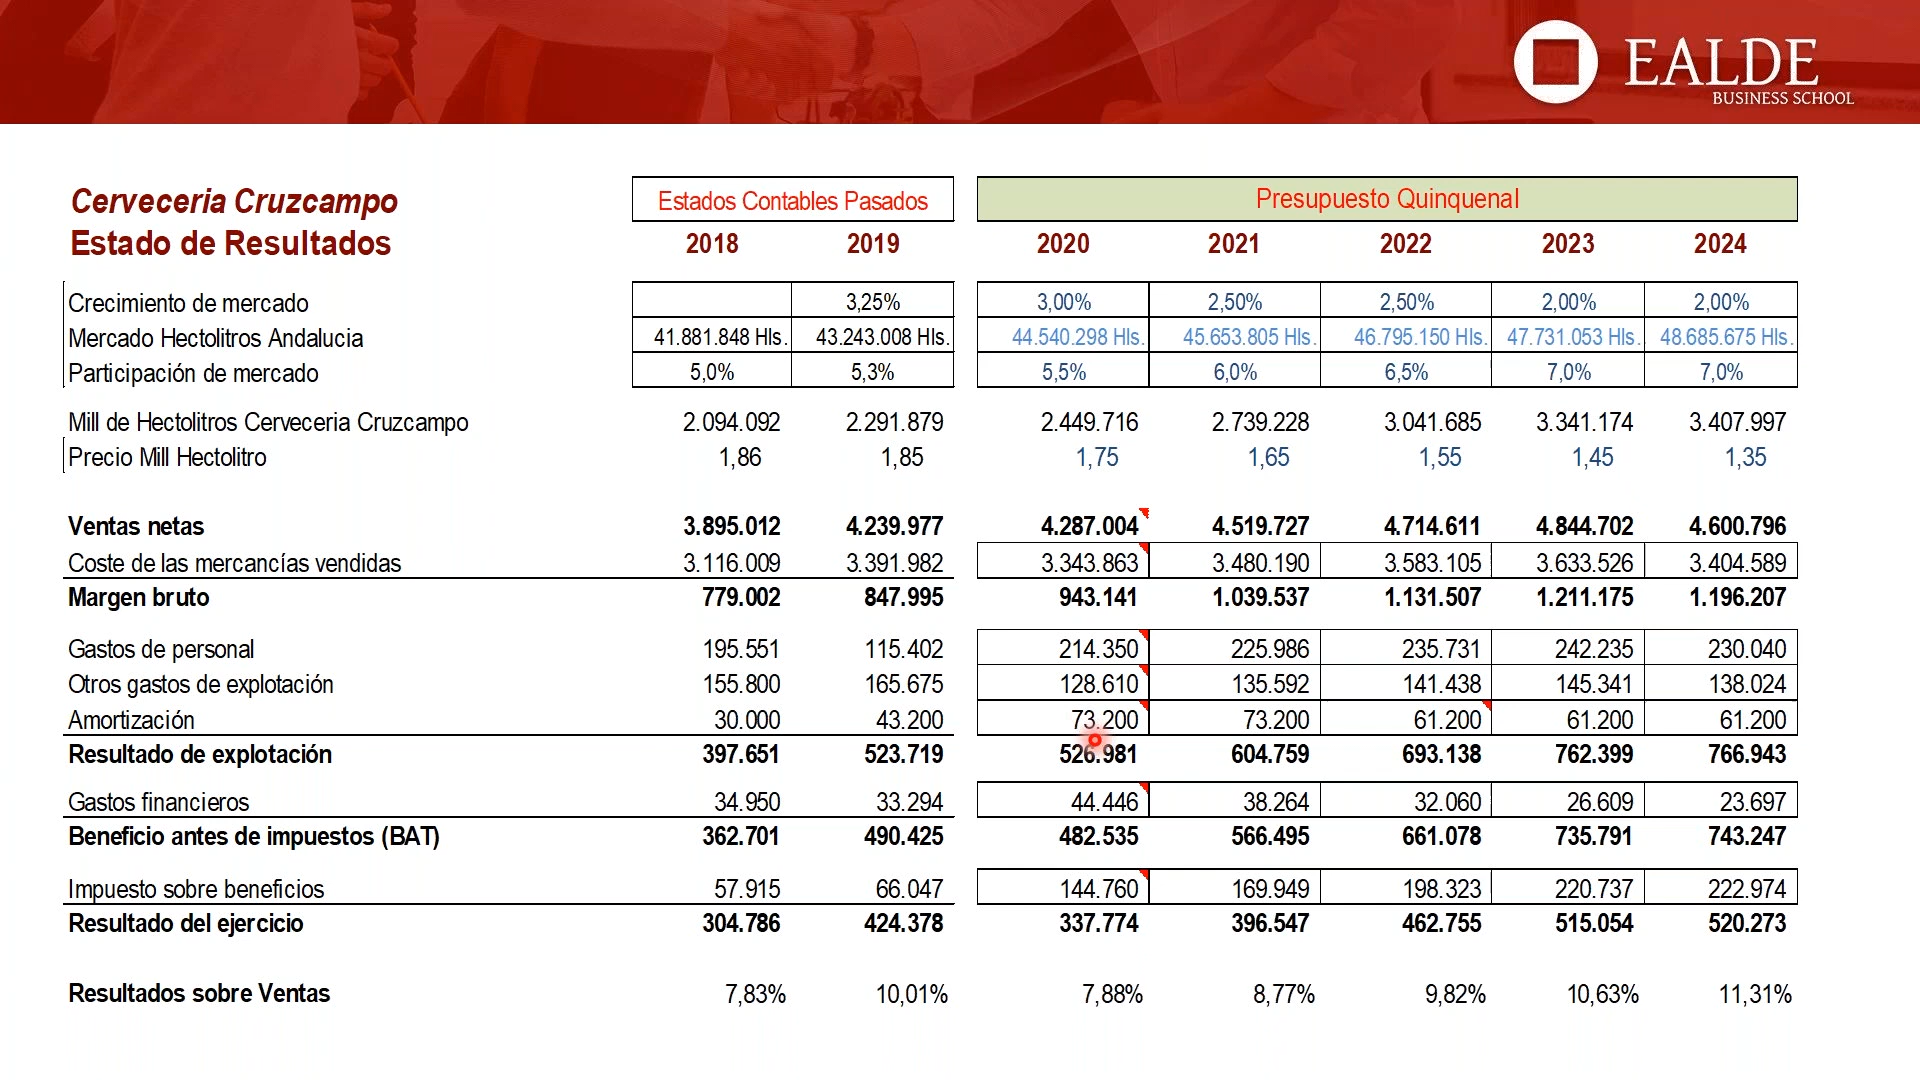 EALDE
BUSINESS SCHOOL
Cerveceria Cruzcampo
Estado de Resultados
Estados Contables Pasados
Presupuesto Quinquenal
2018 2019 2020 2021 2022 2023 2024
Crecimiento de mercado 3,25% 3,00% 2,50% 2,50% 2,00% 2,00%
Mercado Hectolitros Andalucia 41.881.848 Hls. 43.243.008 Hls. 44.540.298 Hls. 45.653.805 Hls. 46.795.150 Hls. 47.731.053 Hls. 48.685.675 Hls.
Participación de mercado 5,0% 5,3% 5,5% 6,0% 6,5% 7,0% 7,0%
Mill de Hectolitros Cerveceria Cruzcampo 2.094.092 2.291.879 2.449.716 2.739.228 3.041.685 3.341.174 3.407.997
Precio Mill Hectolitro 1,86 1,85 1,75 1,65 1,55 1,45 1,35
Ventas netas 3.895.012 4.239.977 4.287.004 4.519.727 4.714.611 4.844.702 4.600.796
Coste de las mercancías vendidas 3.116.009 3.391.982 3.343.863 3.480.190 3.583.105 3.633.526 3.404.589
Margen bruto 779.002 847.995 943.141 1.039.537 1.131.507 1.211.175 1.196.207
Gastos de personal 195.551 115.402 214.350 225.986 235.731 242.235 230.040
Otros gastos de explotación 155.800 165.675 128.610 135.592 141.438 145.341 138.024
Amortización 30.000 43.200 73.200 73.200 61.200 61.200 61.200
Resultado de explotación 397.651 523.719 526.981 604.759 693.138 762.399 766.943
Gastos financieros 34.950 33.294 44.446 38.264 32.060 26.609 23.697
Beneficio antes de impuestos (BAT) 362.701 490.425 482.535 566.495 661.078 735.791 743.247
Impuesto sobre beneficios 57.915 66.047 144.760 169.949 198.323 220.737 222.974
Resultado del ejercicio 304.786 424.378 337.774 396.547 462.755 515.054 520.273
Resultados sobre Ventas 7,83% 10,01% 7,88% 8,77% 9,82% 10,63% 11,31%